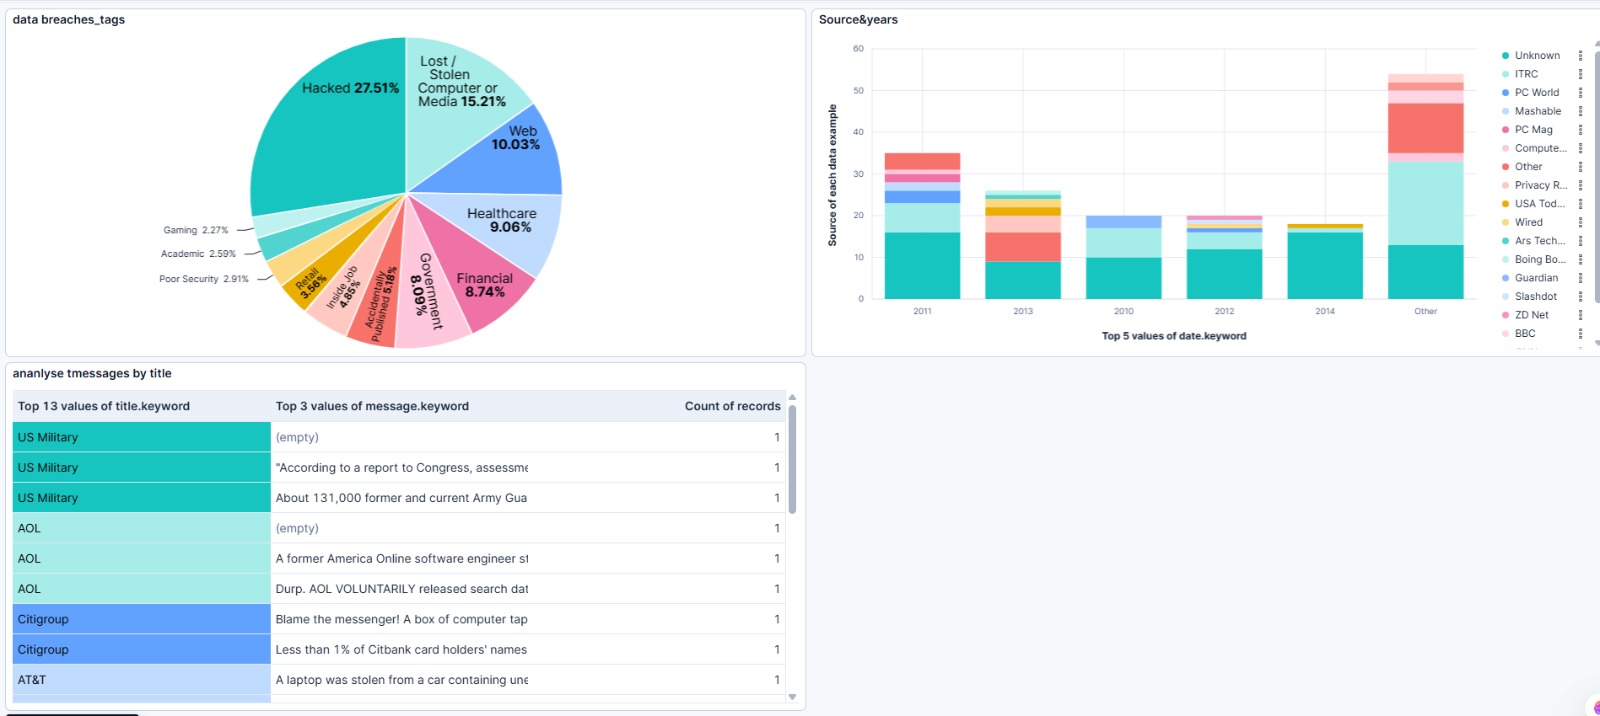 data breaches_tags
Hacked 27.51%
Lost /
Stolen
Computer or
Media 15.21%
Web
10.03%
Healthcare
9.06%
Financial
8.74%
Government
8.09%
Accidentally
Published 5.18%
Inside Job
4.85%
Retail
3.56%
Poor Security 2.91%
Academic 2.59%
Gaming 2.27%
Source&years
Source of each data example
60
50
40
30
20
10
0
2011
2013
2010
2012
2014
Other
Top 5 values of date.keyword
Unknown
ITRC
PC World
Mashable
PC Mag
Compute...
Other
Privacy R...
USA Tod...
Wired
Ars Tech...
Boing Bo...
Guardian
Slashdot
ZD Net
BBC
ananlyse tmessages by title
Top 13 values of title.keyword Top 3 values of message.keyword Count of records
US Military (empty) 1
US Military "According to a report to Congress, assessme 1
US Military About 131,000 former and current Army Gua 1
AOL (empty) 1
AOL A former America Online software engineer st 1
AOL Durp. AOL VOLUNTARILY released search dat 1
Citigroup Blame the messenger! A box of computer tap 1
Citigroup Less than 1% of Citbank card holders' names 1
AT&T A laptop was stolen from a car containing une 1